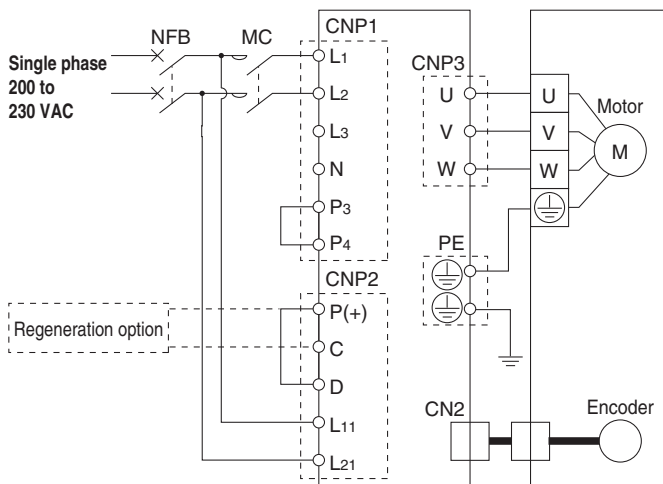 NFB
MC
CNP1
Single phase
200 to
230 VAC
L1
L2
L3
N
P3
P4
CNP3
U
V
W
U
V
W
Motor
M
PE
CNP2
Regeneration option
P(+)
C
D
L11
L21
CN2
Encoder